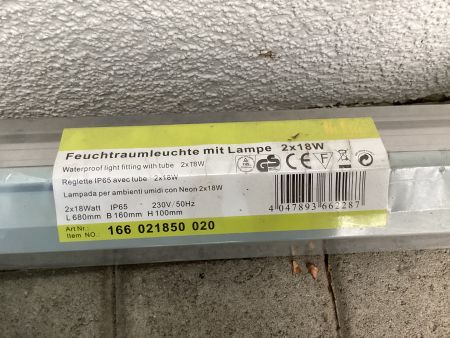 Feuchtraumleuchte mit Lampe 2x18W
Waterproof light fitting with tube 2x18W
Reglette IP65 avec tube 2x18W
Lampada per ambienti umidi con Neon 2x18W
2x18Watt IP65 230V/50Hz
L 680mm B 160mm H 100mm
Art Nr.:
Item NO.: 166 021850 020
GS CE F
4 047893 662287